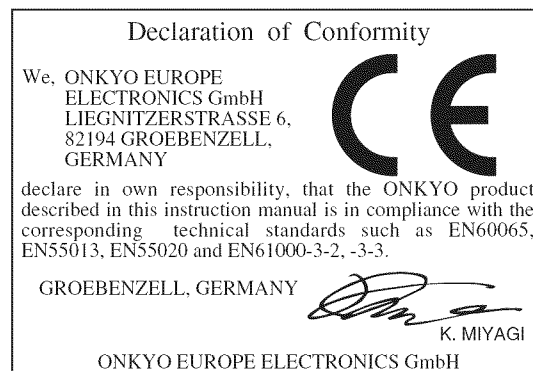 Declaration of Conformity
We, ONKYO EUROPE
ELECTRONICS GmbH
LIEGNITZERSTRASSE 6,
82194 GROEBENZELL,
GERMANY
CE
declare in own responsibility, that the ONKYO product
described in this instruction manual is in compliance with the
corresponding technical standards such as EN60065,
EN55013, EN55020 and EN61000-3-2, -3-3.
GROEBENZELL, GERMANY
K. MIYAGI
ONKYO EUROPE ELECTRONICS GmbH